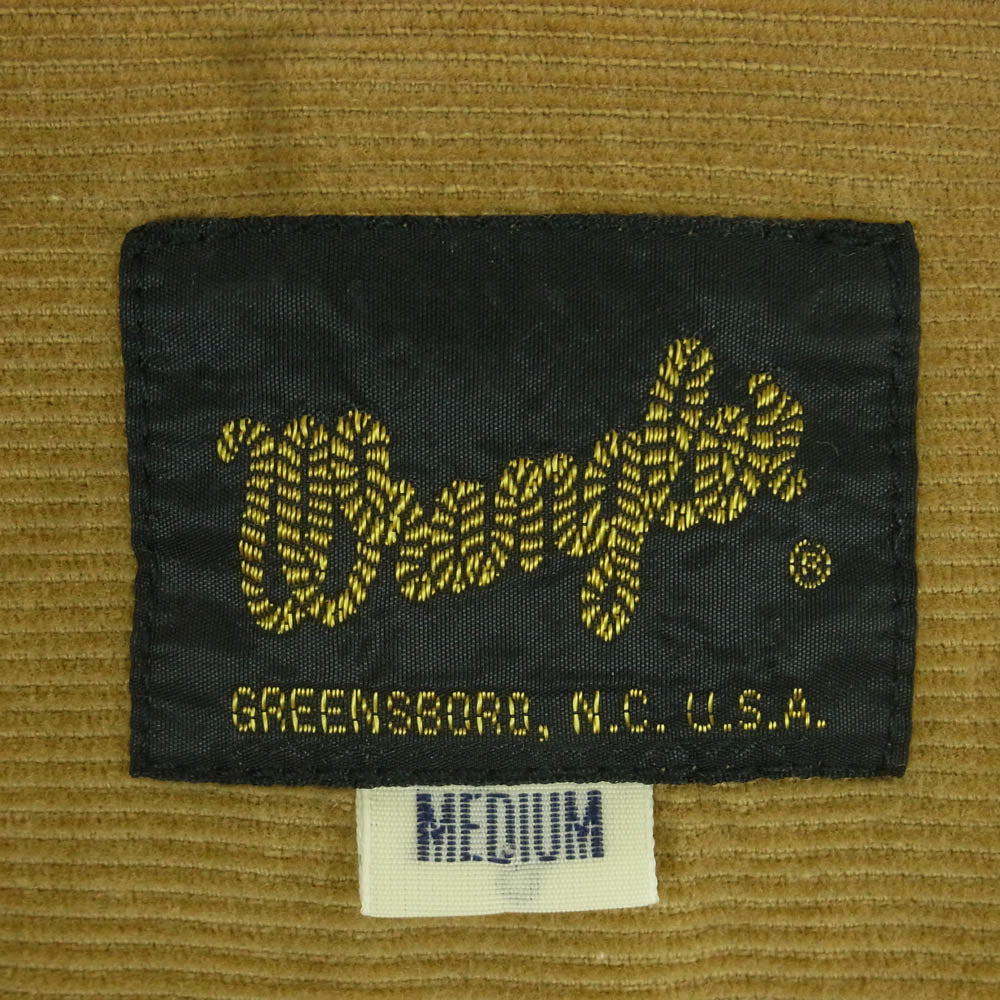 Wrangler ®
GREENSBORO, N.C. U.S.A.
MEDIUM